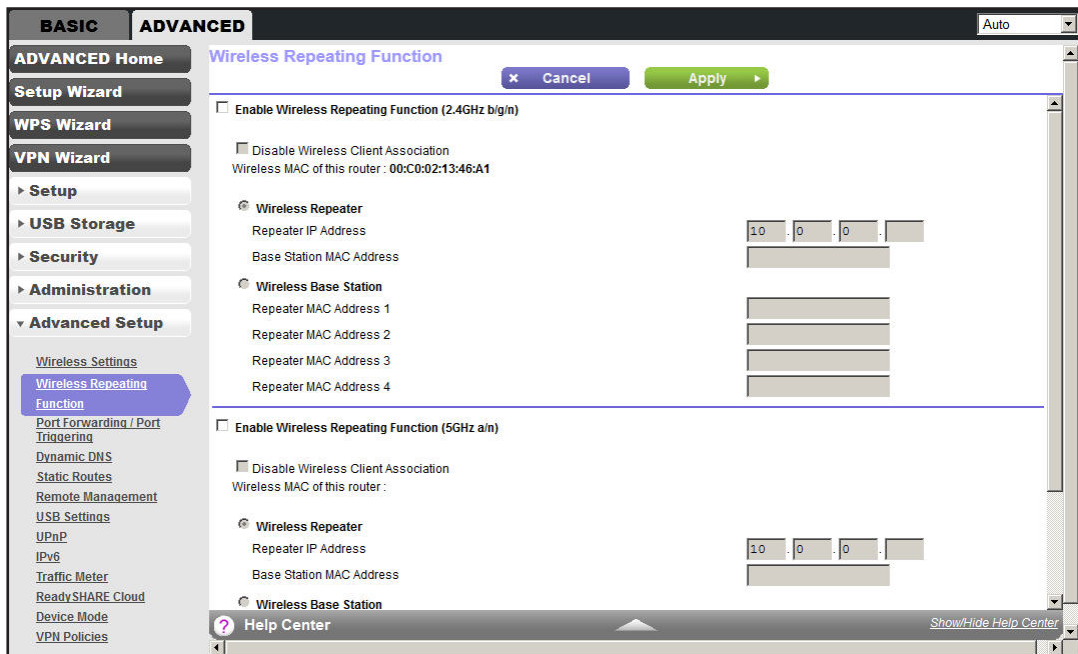 BASIC
ADVANCED
Auto
ADVANCED Home
Setup Wizard
WPS Wizard
VPN Wizard
Setup
USB Storage
Security
Administration
Advanced Setup
Wireless Settings
Wireless Repeating
Function
Port Forwarding / Port
Triggering
Dynamic DNS
Static Routes
Remote Management
USB Settings
UPnP
IPv6
Traffic Meter
ReadySHARE Cloud
Device Mode
VPN Policies
Wireless Repeating Function
Cancel
Apply
Enable Wireless Repeating Function (2.4GHz b/g/n)
Disable Wireless Client Association
Wireless MAC of this router : 00:C0:02:13:46:A1
Wireless Repeater
Repeater IP Address 10 . 0 . 0 .
Base Station MAC Address
Wireless Base Station
Repeater MAC Address 1
Repeater MAC Address 2
Repeater MAC Address 3
Repeater MAC Address 4
Enable Wireless Repeating Function (5GHz a/n)
Disable Wireless Client Association
Wireless MAC of this router :
Wireless Repeater
Repeater IP Address 10 . 0 . 0 .
Base Station MAC Address
Wireless Base Station
? Help Center
Show/Hide Help Center